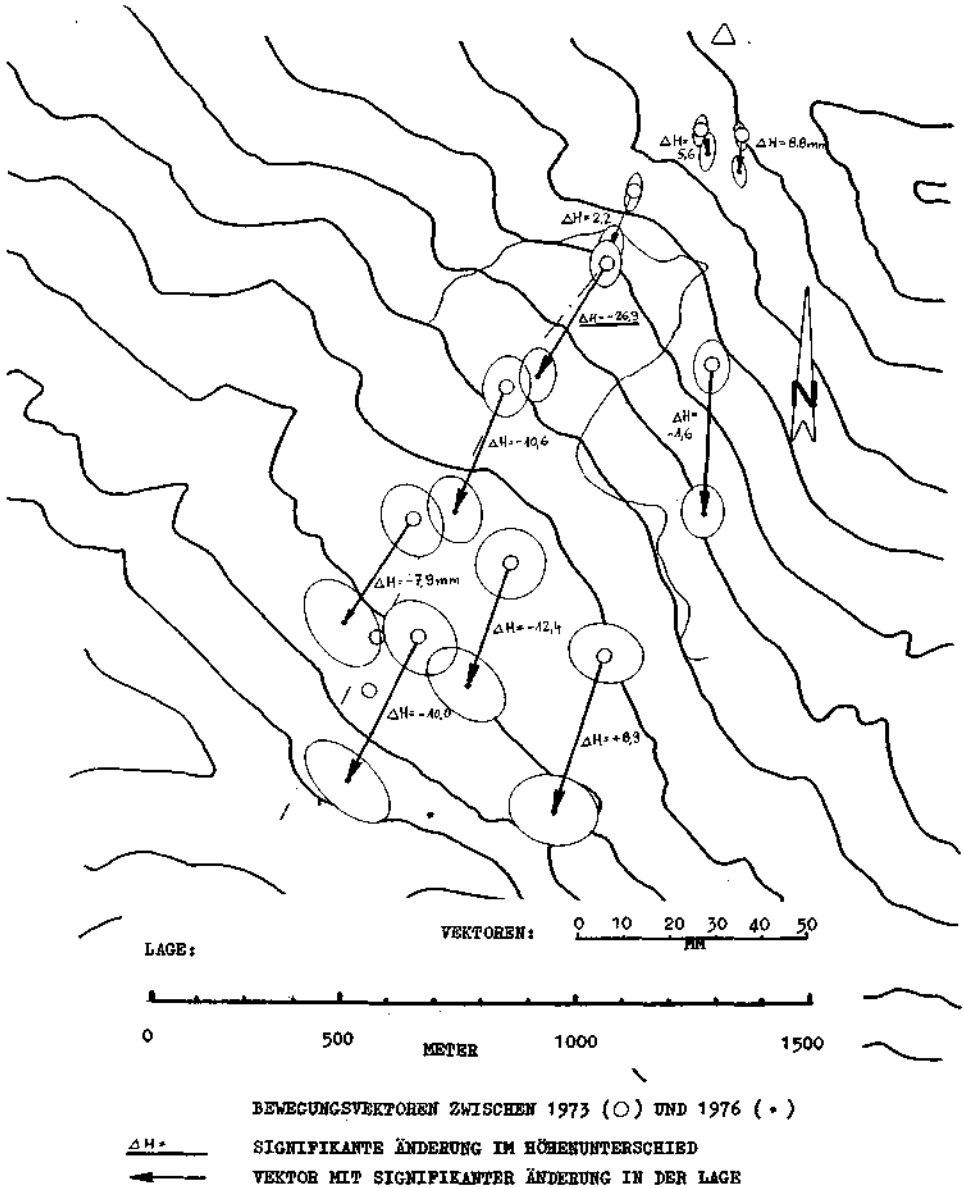 ΔH=
5,6
ΔH=8,8mm
ΔH=2,2
ΔH=-26,9
N
ΔH=
-1,6
ΔH=-10,6
ΔH=-7,9mm
ΔH=-12,4
ΔH=-10,0
ΔH=+8,9
VEKTOREN:
0 10 20 30 40 50
MM
LAGE:
0 500 1000 1500
METER
BEWEGUNGSVEKTOREN ZWISCHEN 1973 (○) UND 1976 (•)
ΔH= SIGNIFIKANTE ÄNDERUNG IM HÖHENUNTERSCHIED
VEKTOR MIT SIGNIFIKANTER ÄNDERUNG IN DER LAGE